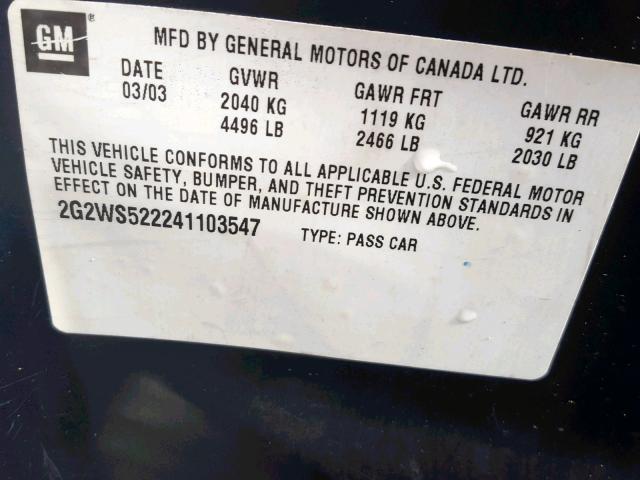 GM ®
MFD BY GENERAL MOTORS OF CANADA LTD.
DATE GVWR GAWR FRT GAWR RR
03/03 2040 KG 1119 KG 921 KG
4496 LB 2466 LB 2030 LB
THIS VEHICLE CONFORMS TO ALL APPLICABLE U.S. FEDERAL MOTOR
VEHICLE SAFETY, BUMPER, AND THEFT PREVENTION STANDARDS IN
EFFECT ON THE DATE OF MANUFACTURE SHOWN ABOVE.
2G2WS522241103547 TYPE: PASS CAR